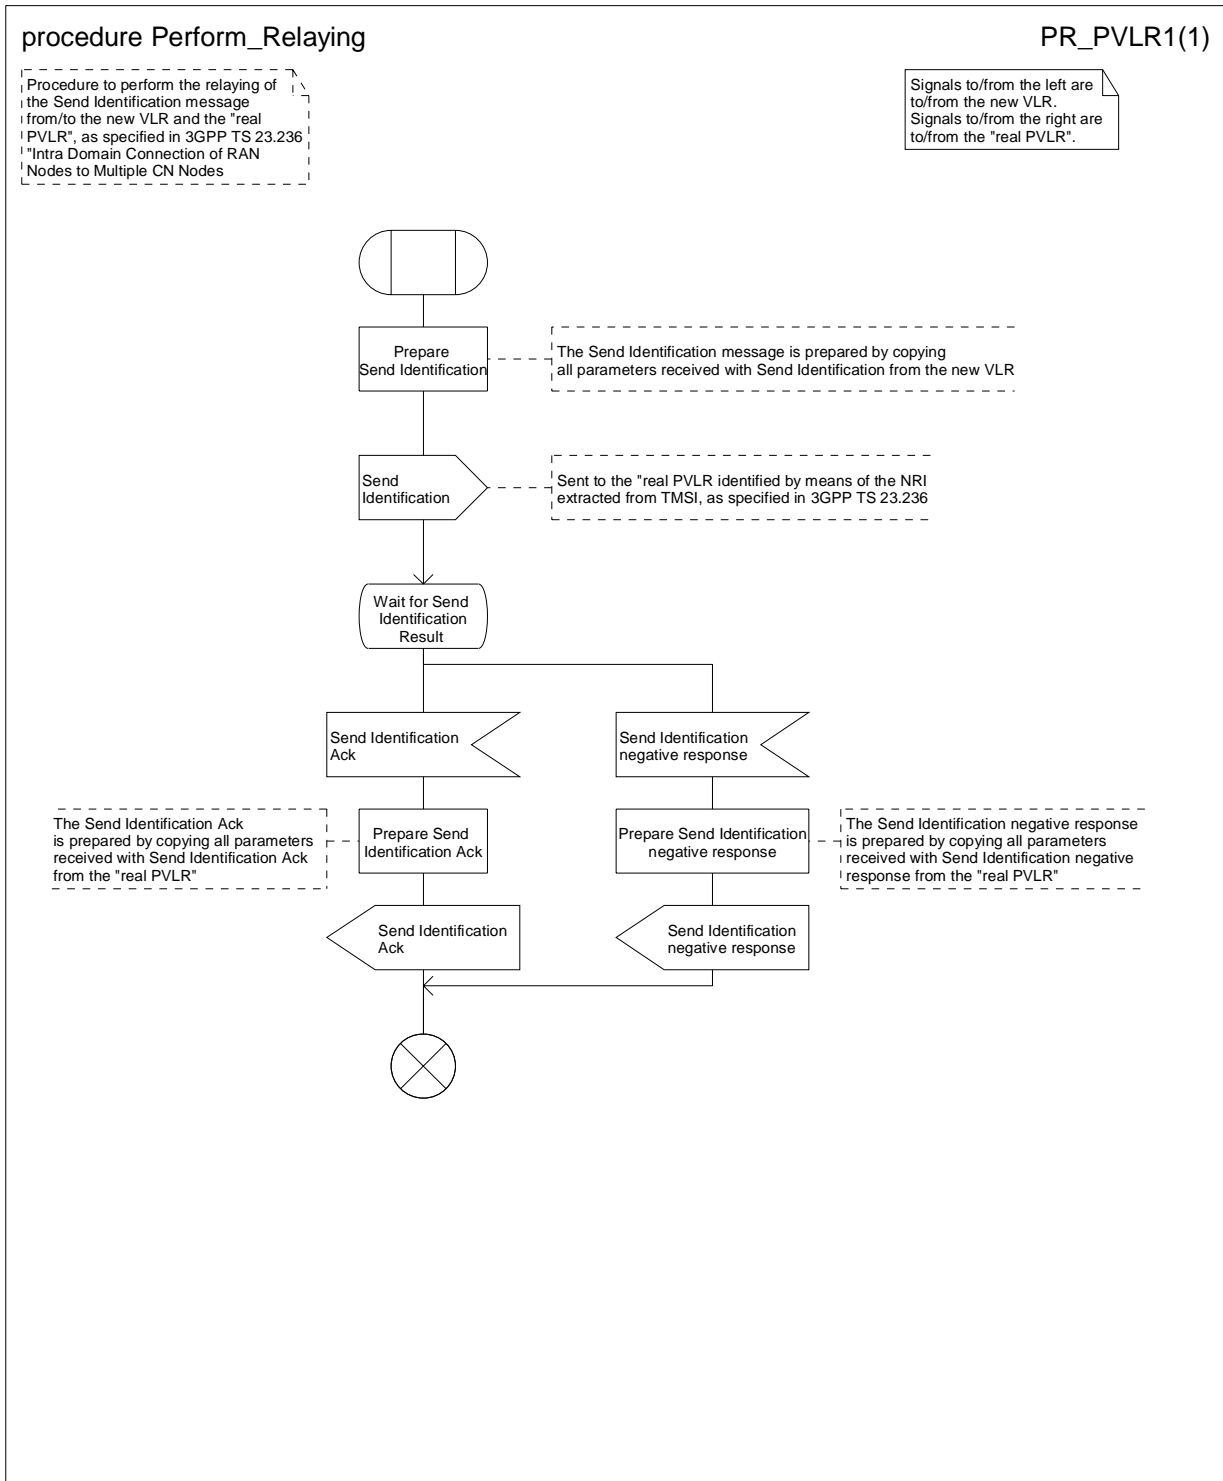 procedure Perform_Relaying
PR_PVLR1(1)
Procedure to perform the relaying of
the Send Identification message
from/to the new VLR and the "real
PVLR", as specified in 3GPP TS 23.236
"Intra Domain Connection of RAN
Nodes to Multiple CN Nodes
Signals to/from the left are
to/from the new VLR.
Signals to/from the right are
to/from the "real PVLR".
Prepare
Send Identification
The Send Identification message is prepared by copying
all parameters received with Send Identification from the new VLR
Send
Identification
Sent to the "real PVLR identified by means of the NRI
extracted from TMSI, as specified in 3GPP TS 23.236
Wait for Send
Identification
Result
Send Identification
Ack
Send Identification
negative response
The Send Identification Ack
is prepared by copying all parameters
received with Send Identification Ack
from the "real PVLR"
Prepare Send
Identification Ack
Prepare Send Identification
negative response
The Send Identification negative response
is prepared by copying all parameters
received with Send Identification negative
response from the "real PVLR"
Send Identification
Ack
Send Identification
negative response